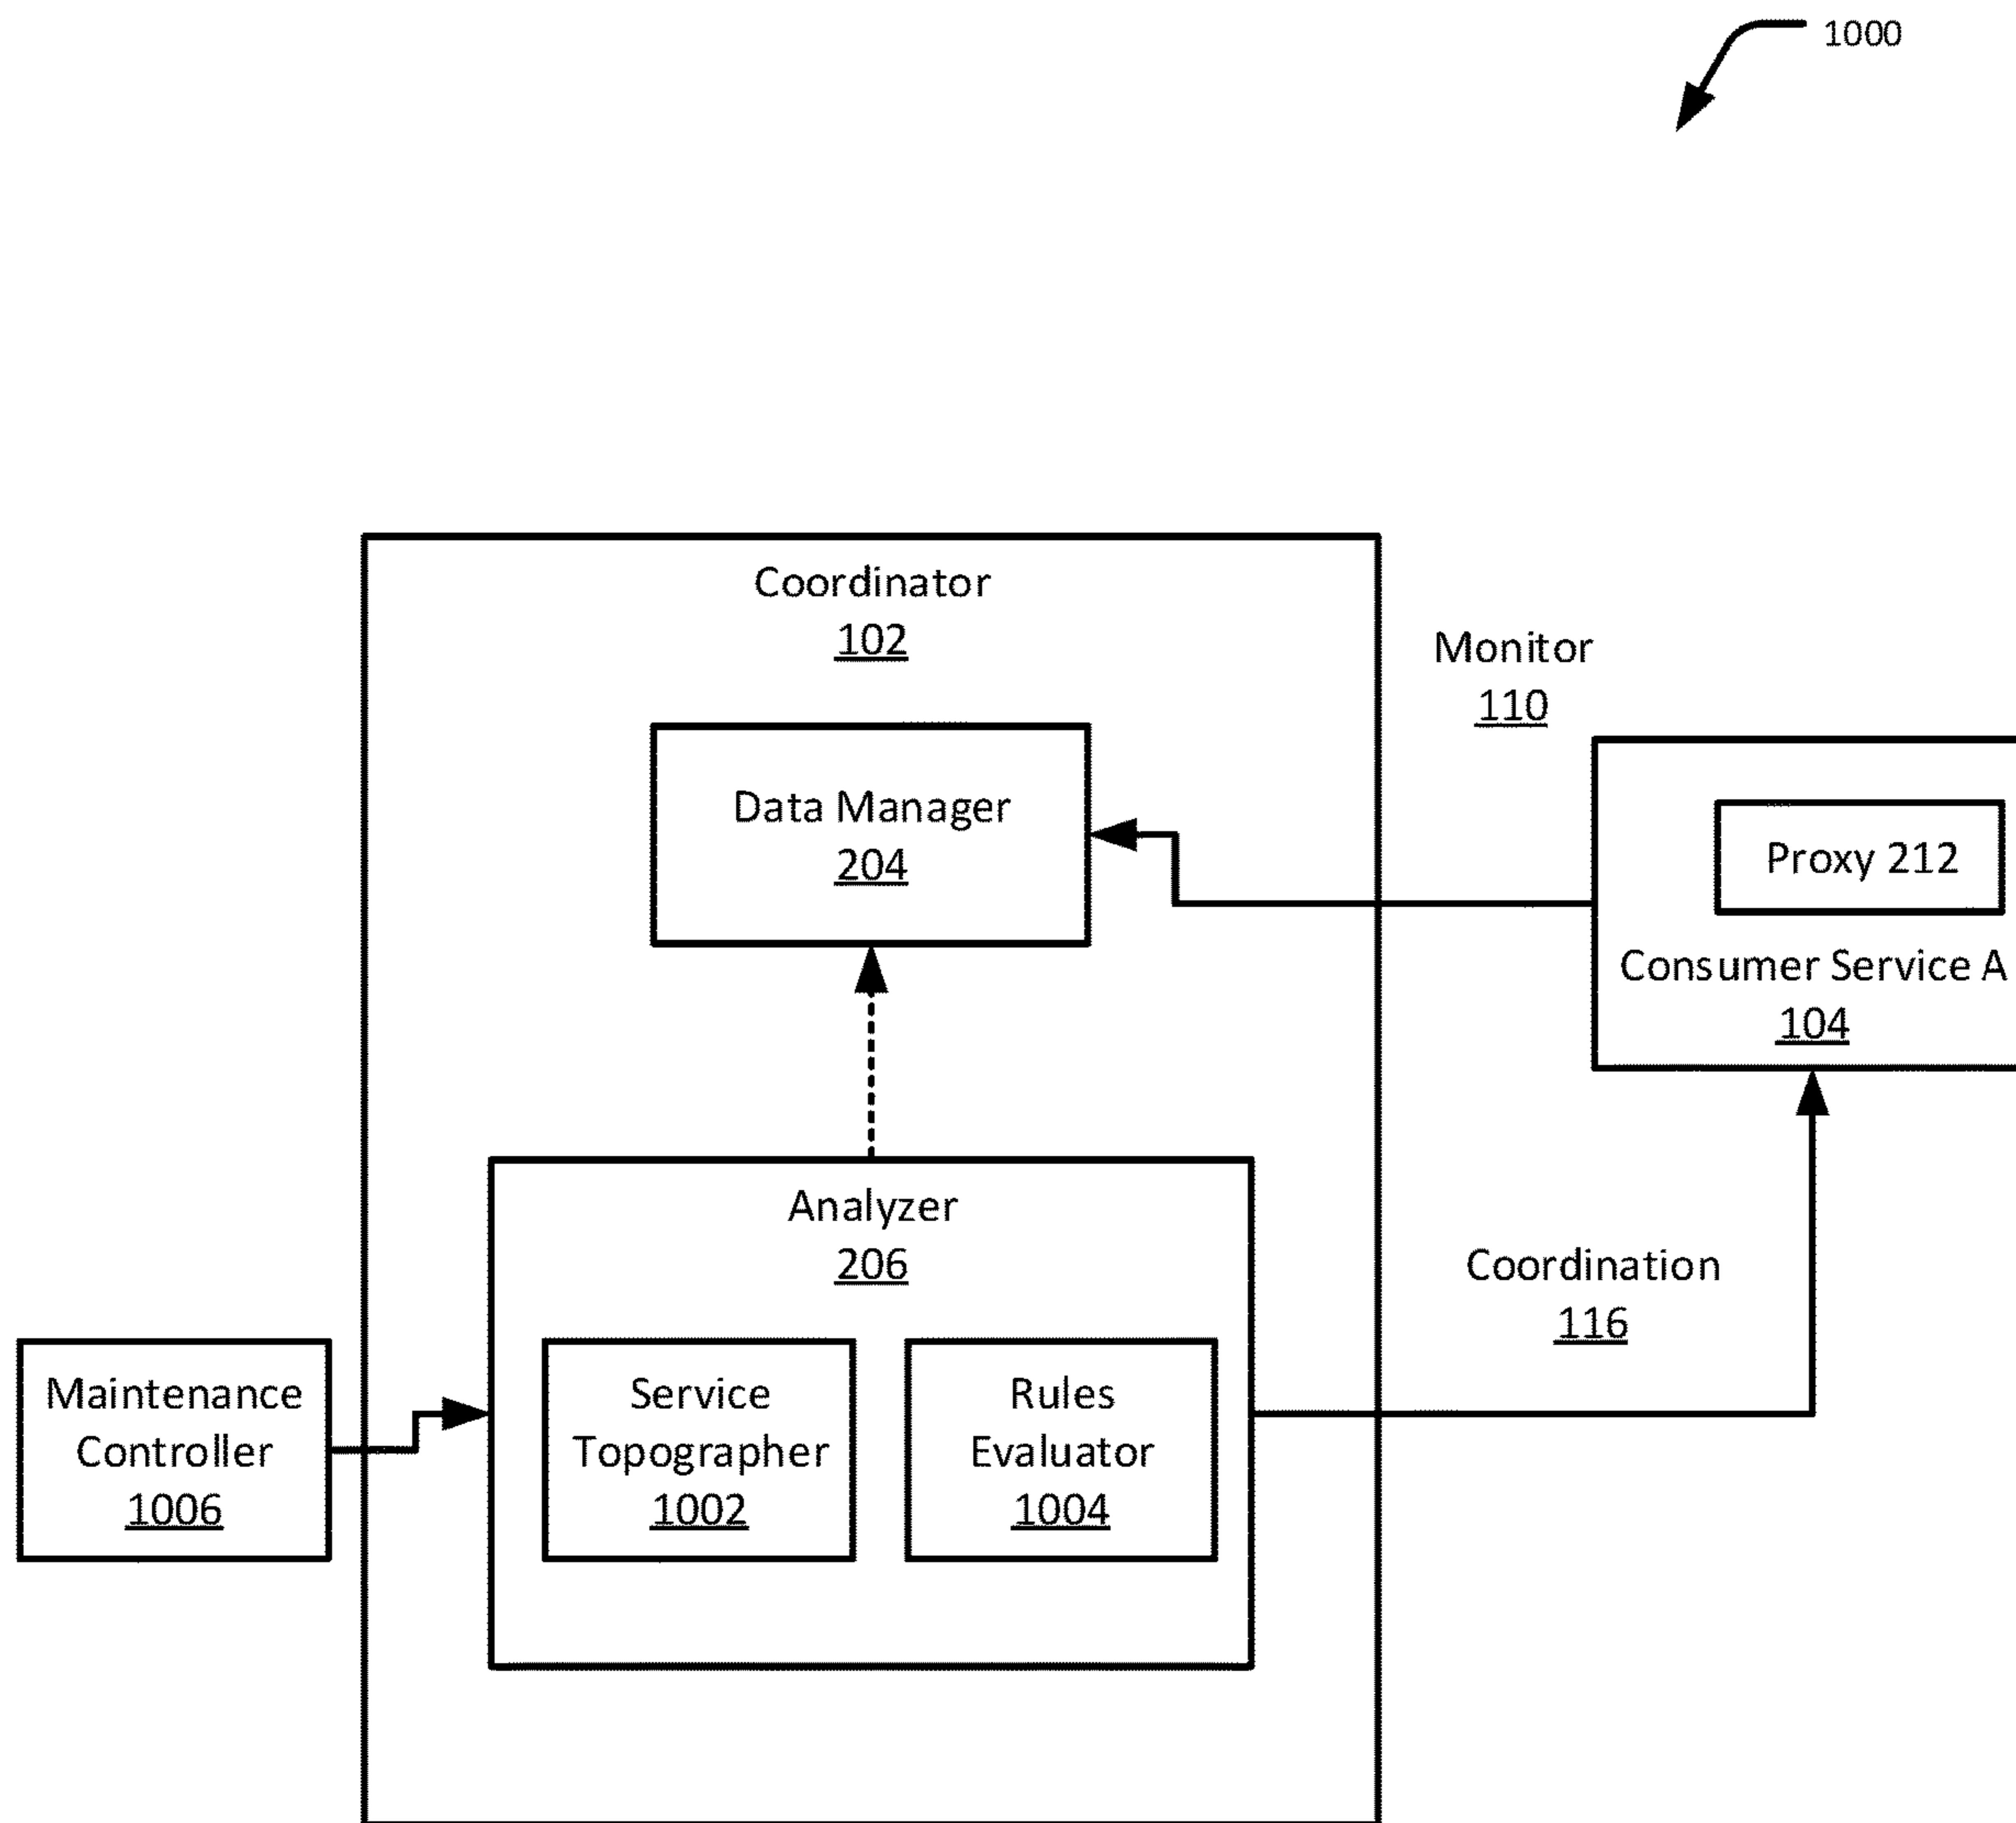 1000
Coordinator
102
Monitor
110
Data Manager
204
Proxy 212
Consumer Service A
104
Analyzer
206
Coordination
116
Maintenance
Controller
1006
Service
Topographer
1002
Rules
Evaluator
1004